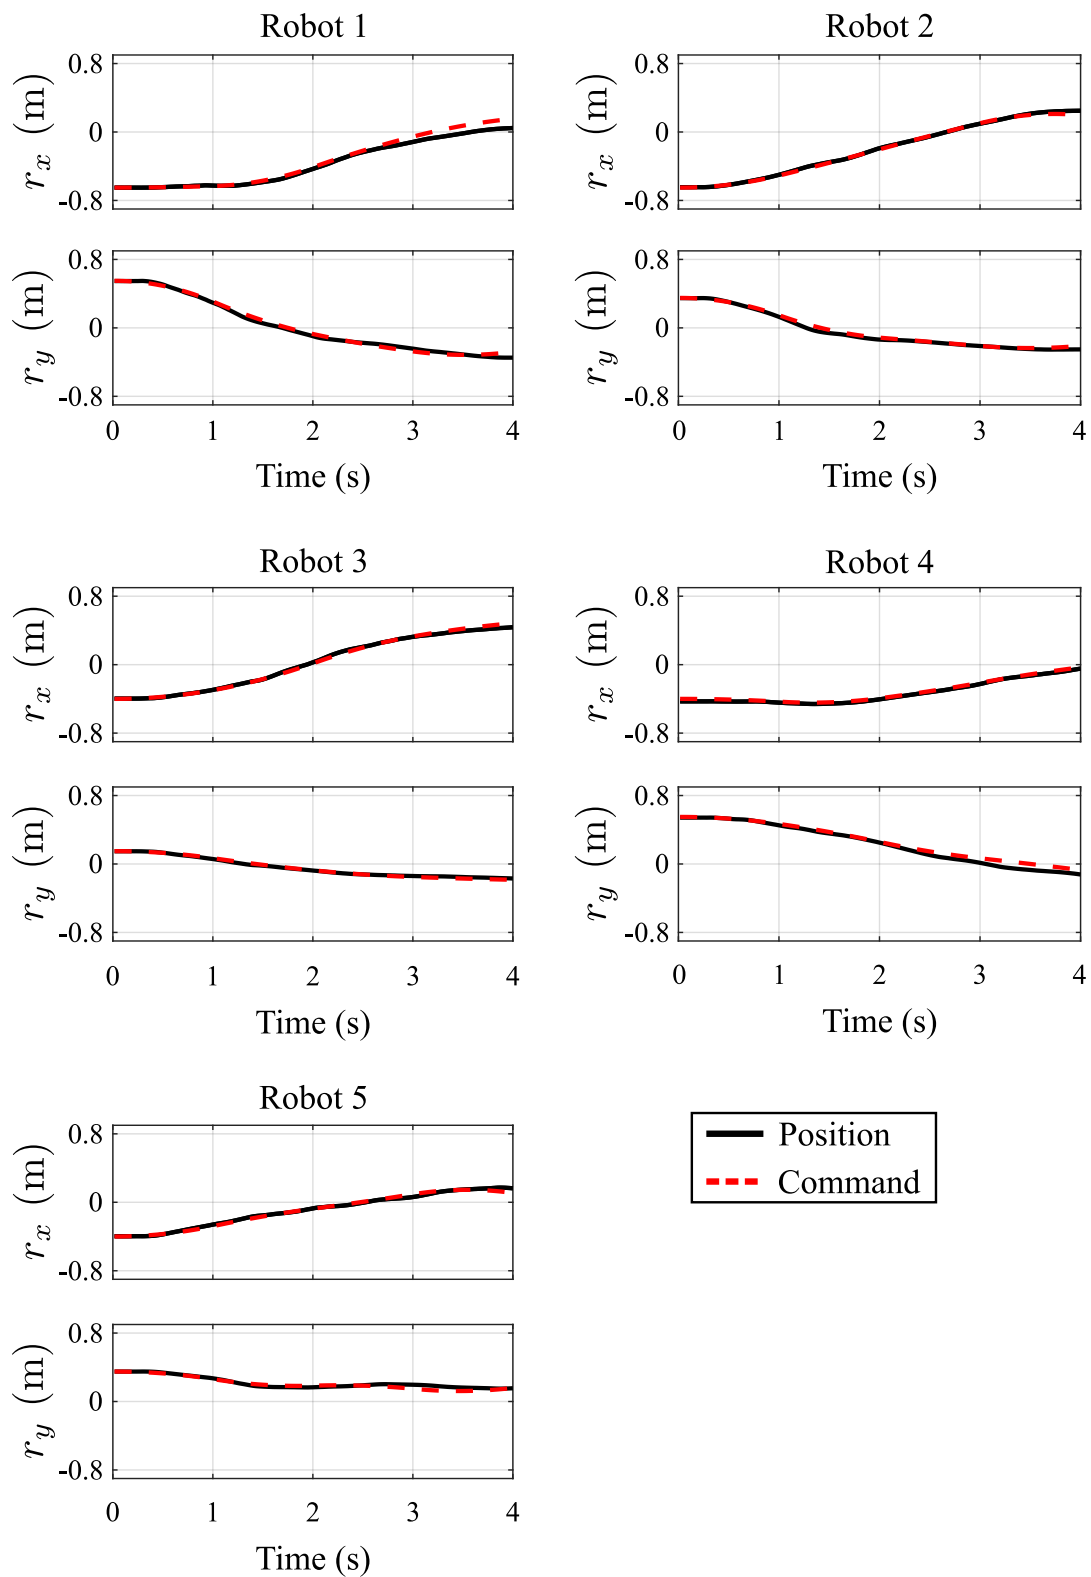 Robot 1
r_x (m)
0.8
0
-0.8
r_y (m)
0.8
0
-0.8
0 1 2 3 4
Time (s)
Robot 2
r_x (m)
0.8
0
-0.8
r_y (m)
0.8
0
-0.8
0 1 2 3 4
Time (s)
Robot 3
r_x (m)
0.8
0
-0.8
r_y (m)
0.8
0
-0.8
0 1 2 3 4
Time (s)
Robot 4
r_x (m)
0.8
0
-0.8
r_y (m)
0.8
0
-0.8
0 1 2 3 4
Time (s)
Robot 5
r_x (m)
0.8
0
-0.8
r_y (m)
0.8
0
-0.8
0 1 2 3 4
Time (s)
Position
Command